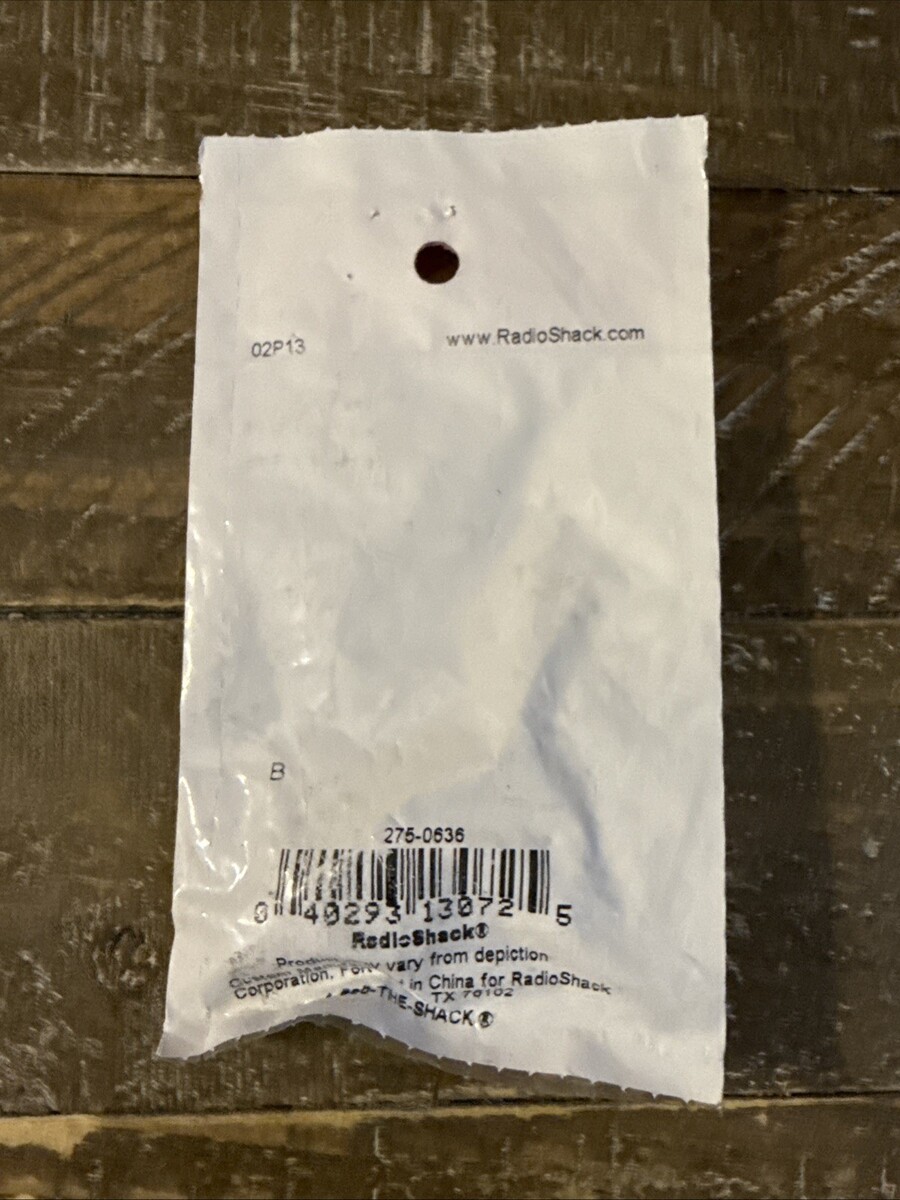 02P13 www.RadioShack.com
B
275-0636
0 40293 13072 5
RadioShack®
vary from depiction
Corporation, in China for RadioShack
TX 76102
-THE-SHACK®